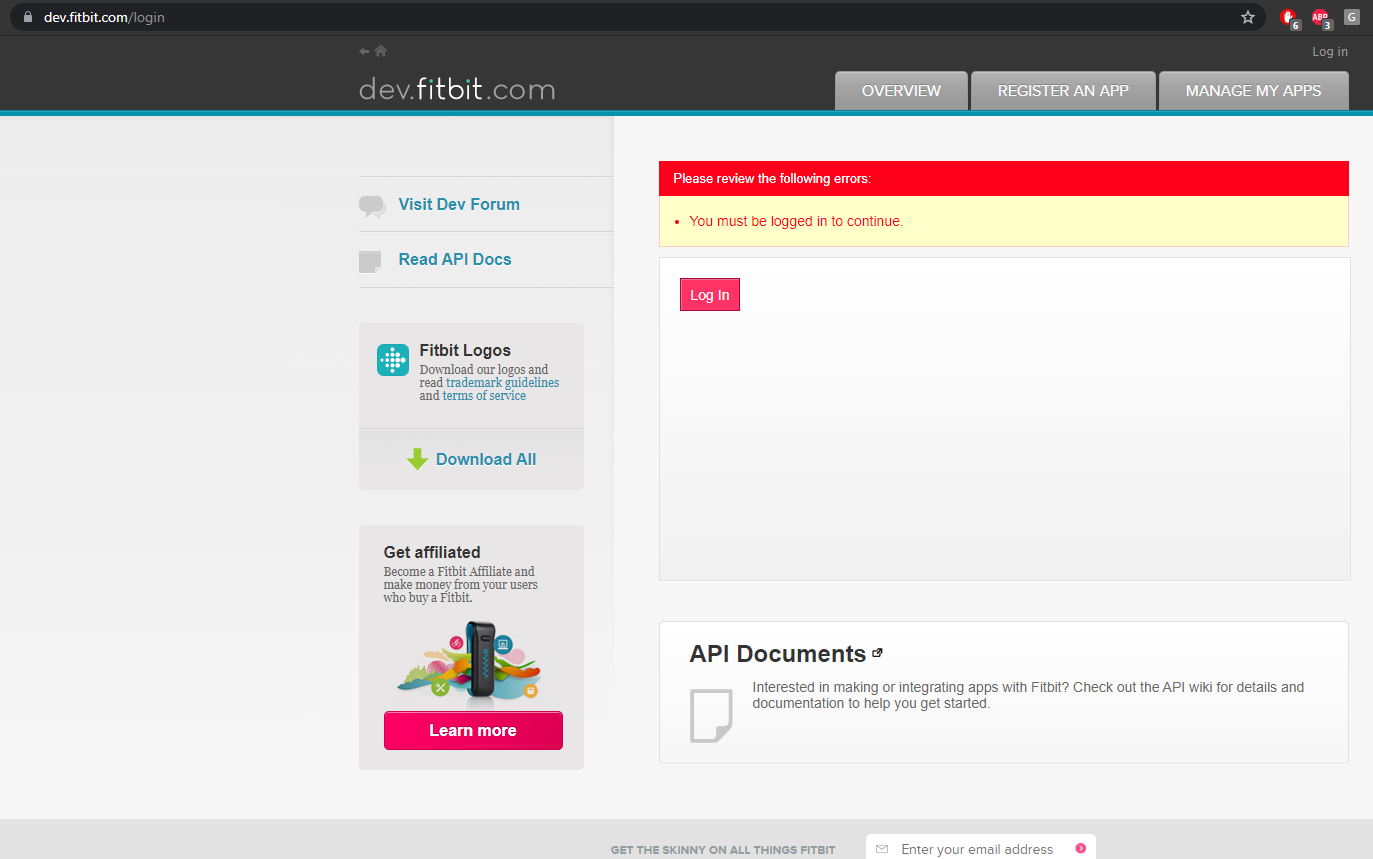 dev.fitbit.com/login
6
ABP
3
G
Log in
dev.fitbit.com
OVERVIEW
REGISTER AN APP
MANAGE MY APPS
Visit Dev Forum
Read API Docs
Fitbit Logos
Download our logos and
read trademark guidelines
and terms of service
Download All
Get affiliated
Become a Fitbit Affiliate and
make money from your users
who buy a Fitbit.
Learn more
Please review the following errors:
• You must be logged in to continue.
Log In
API Documents
Interested in making or integrating apps with Fitbit? Check out the API wiki for details and
documentation to help you get started.
GET THE SKINNY ON ALL THINGS FITBIT
Enter your email address